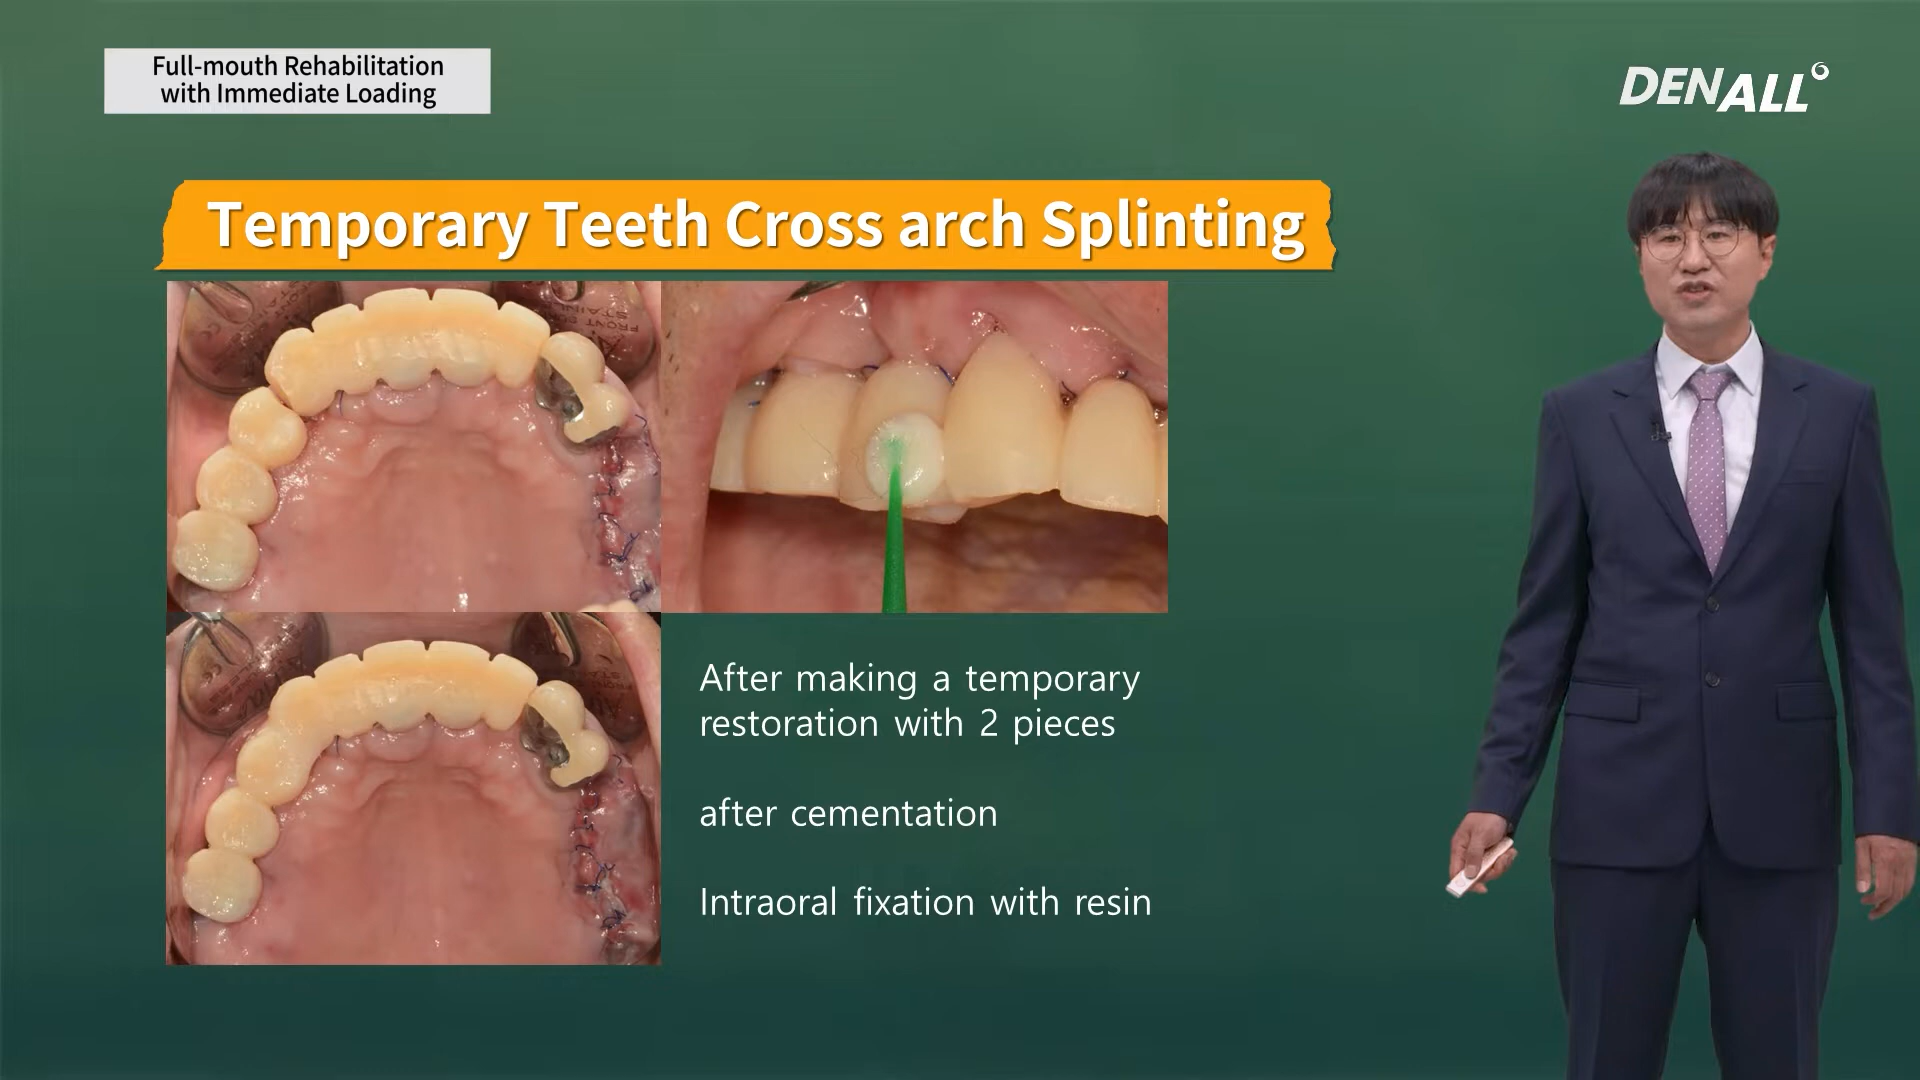 Full-mouth Rehabilitation
with Immediate Loading
DENALL
Temporary Teeth Cross arch Splinting
After making a temporary
restoration with 2 pieces
after cementation
Intraoral fixation with resin